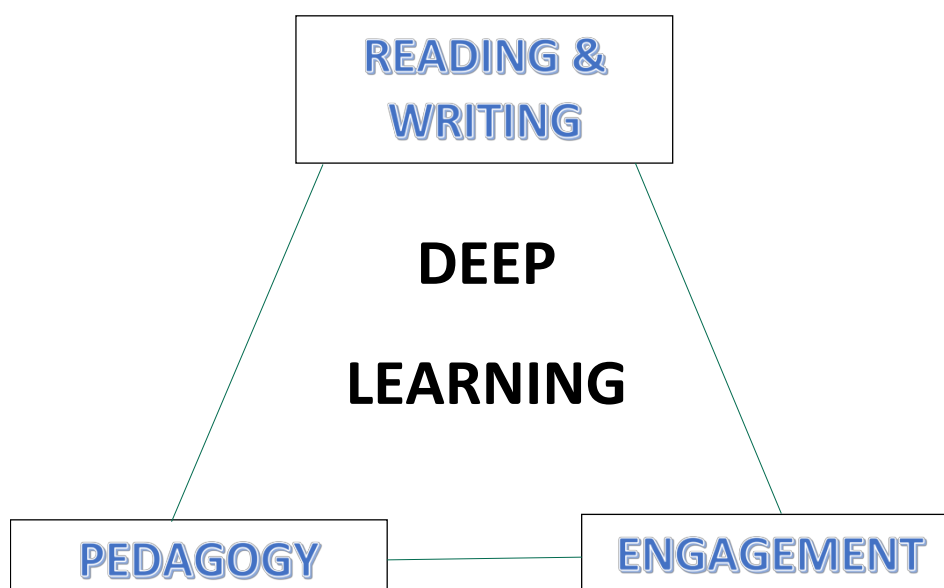 READING &
WRITING
DEEP
LEARNING
PEDAGOGY
ENGAGEMENT